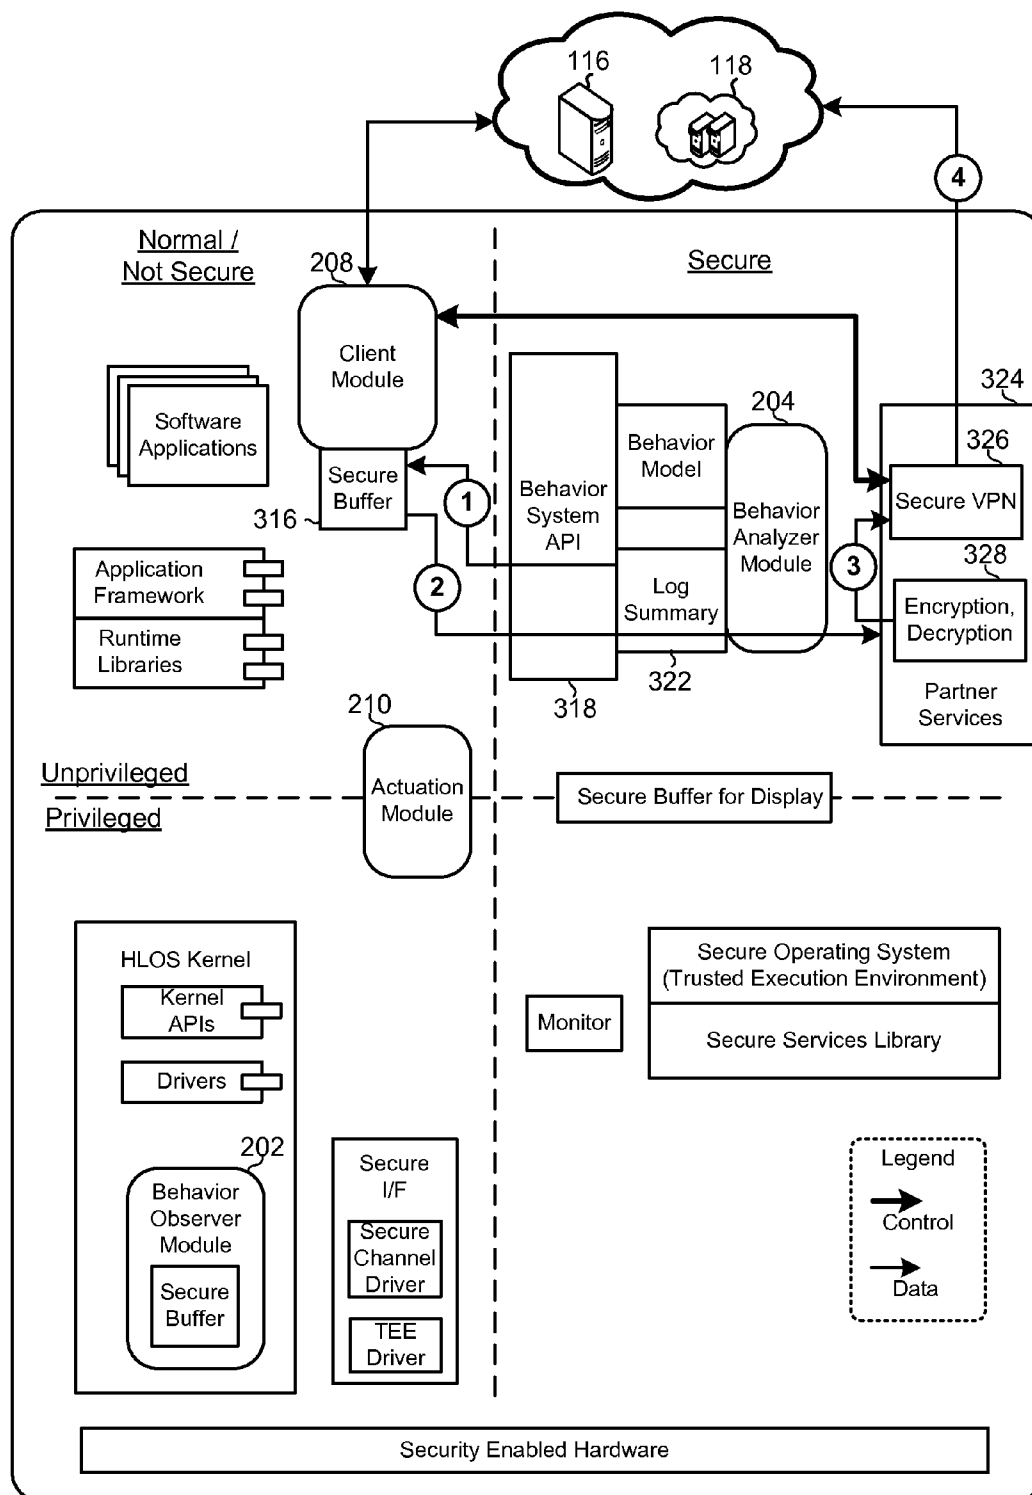 116
118
4
Normal /
Not Secure
208
Secure
Client
Module
324
204
326
Software
Applications
Behavior
Model
Secure
Buffer
1
Behavior
System
API
Behavior
Analyzer
Module
Secure VPN
316
3
328
Application
Framework
2
Log
Summary
Encryption,
Decryption
Runtime
Libraries
322
318
Partner
Services
210
Unprivileged
Actuation
Module
Secure Buffer for Display
Privileged
HLOS Kernel
Secure Operating System
(Trusted Execution Environment)
Kernel
APIs
Monitor
Secure Services Library
Drivers
202
Secure
I/F
Legend
Behavior
Observer
Module
Control
Secure
Channel
Driver
Secure
Buffer
Data
TEE
Driver
Security Enabled Hardware